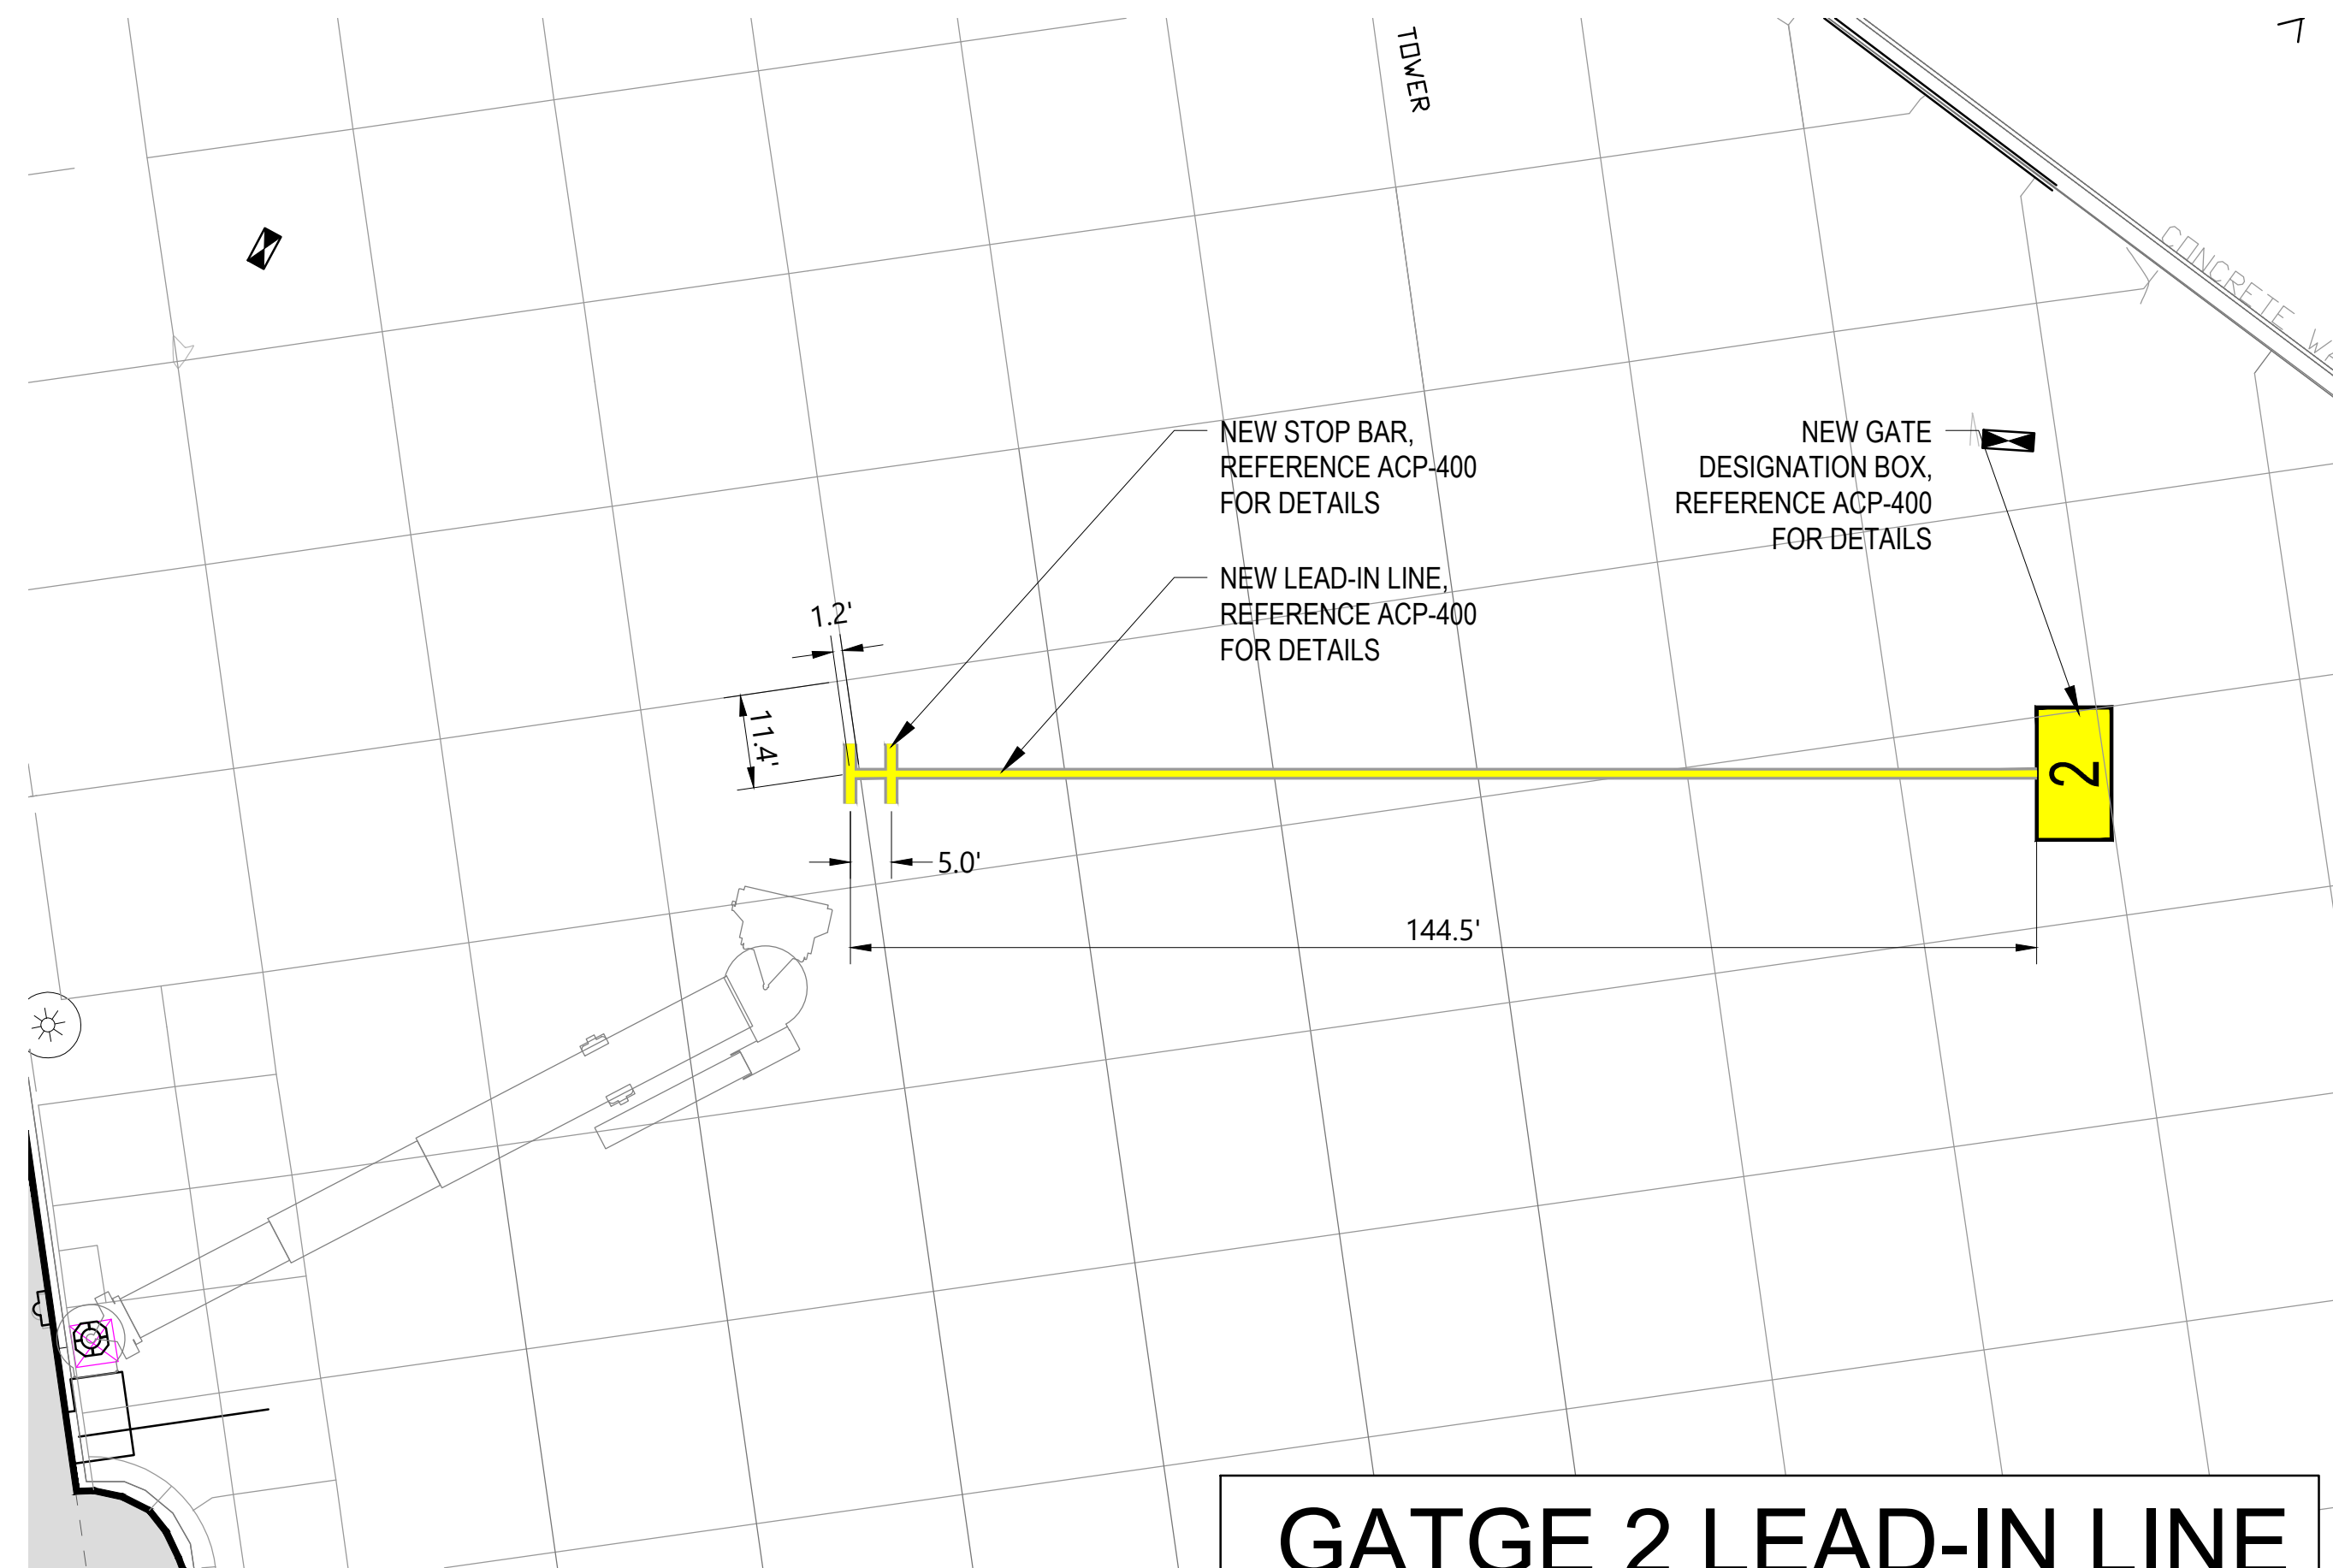 TOWER
CONCRETE
NEW STOP BAR,
REFERENCE ACP-400
FOR DETAILS
NEW GATE
DESIGNATION BOX,
REFERENCE ACP-400
FOR DETAILS
NEW LEAD-IN LINE,
REFERENCE ACP-400
FOR DETAILS
1.2'
11.4'
2
5.0'
144.5'
GATGE 2 LEAD-IN LINE